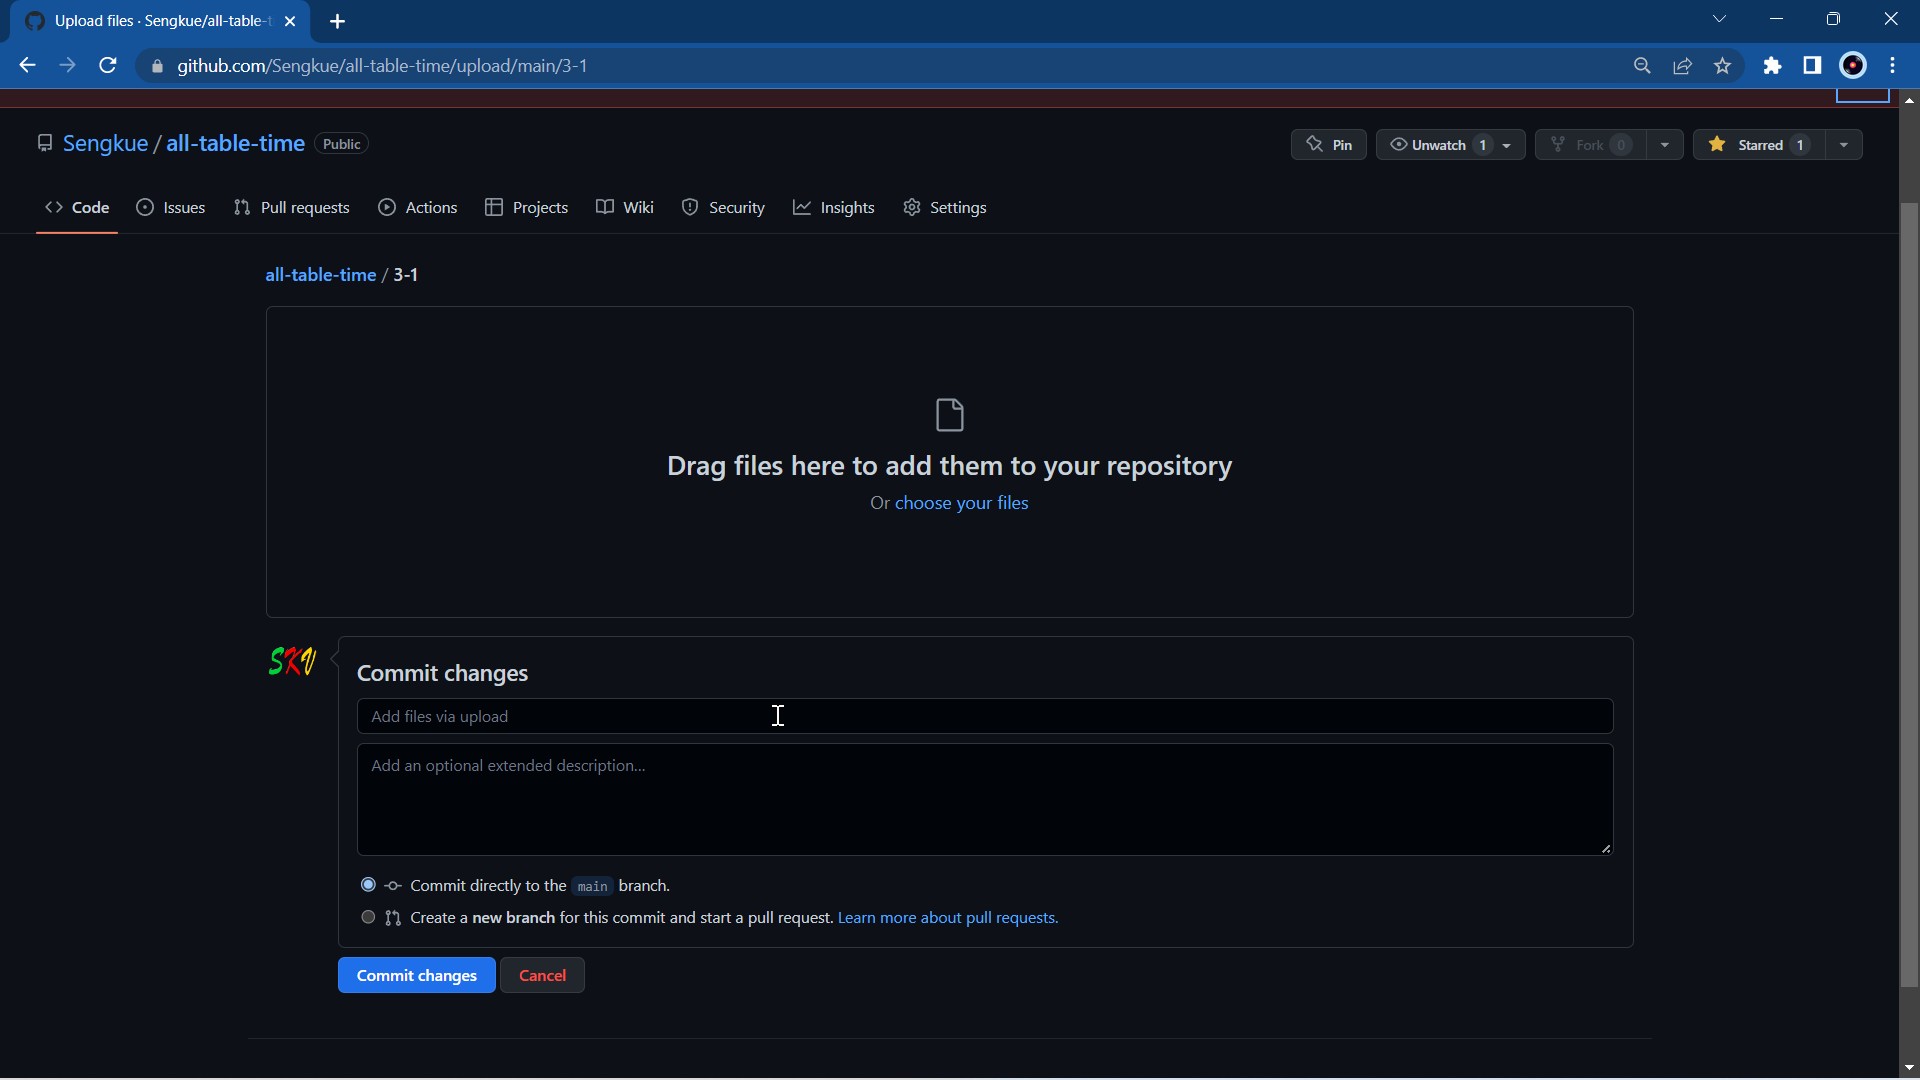 Upload files · Sengkue/all-table-t
github.com/Sengkue/all-table-time/upload/main/3-1
Sengkue / all-table-time Public
Pin
Unwatch 1
Fork 0
Starred 1
Code
Issues
Pull requests
Actions
Projects
Wiki
Security
Insights
Settings
all-table-time / 3-1
Drag files here to add them to your repository
Or choose your files
SKV
Commit changes
Add files via upload
Add an optional extended description...
Commit directly to the main branch.
Create a new branch for this commit and start a pull request. Learn more about pull requests.
Commit changes
Cancel